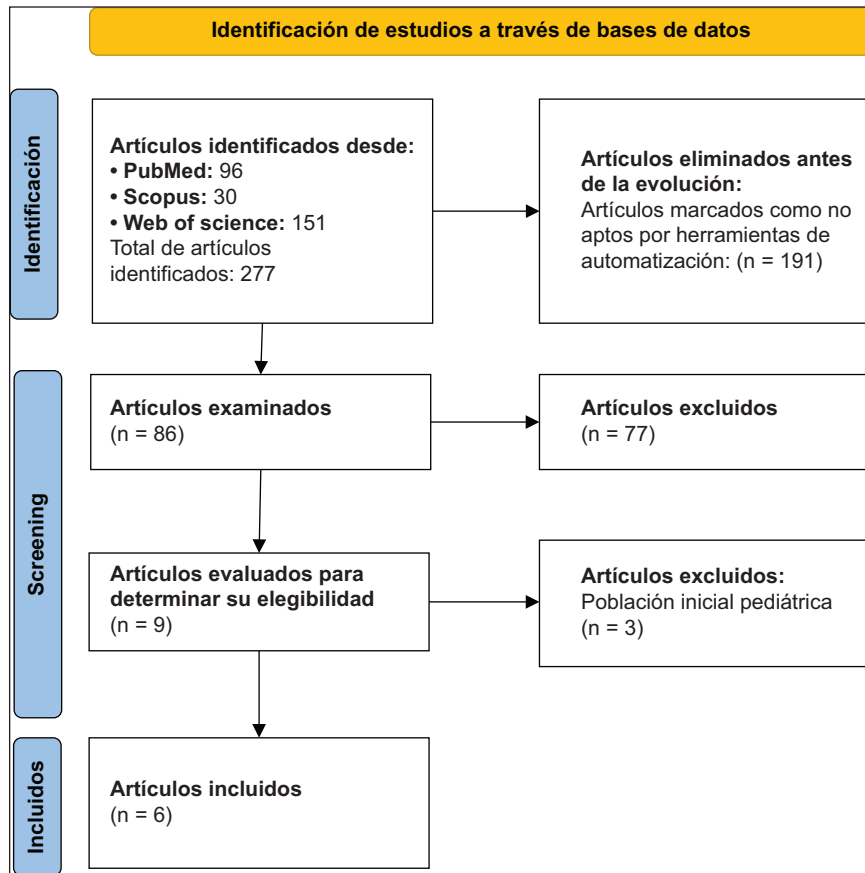 Identificación de estudios a través de bases de datos
Identificación
Artículos identificados desde:
• PubMed: 96
• Scopus: 30
• Web of science: 151
Total de artículos
identificados: 277
Artículos eliminados antes
de la evolución:
Artículos marcados como no
aptos por herramientas de
automatización: (n = 191)
Screening
Artículos examinados
(n = 86)
Artículos excluidos
(n = 77)
Artículos evaluados para
determinar su elegibilidad
(n = 9)
Artículos excluidos:
Población inicial pediátrica
(n = 3)
Incluidos
Artículos incluidos
(n = 6)